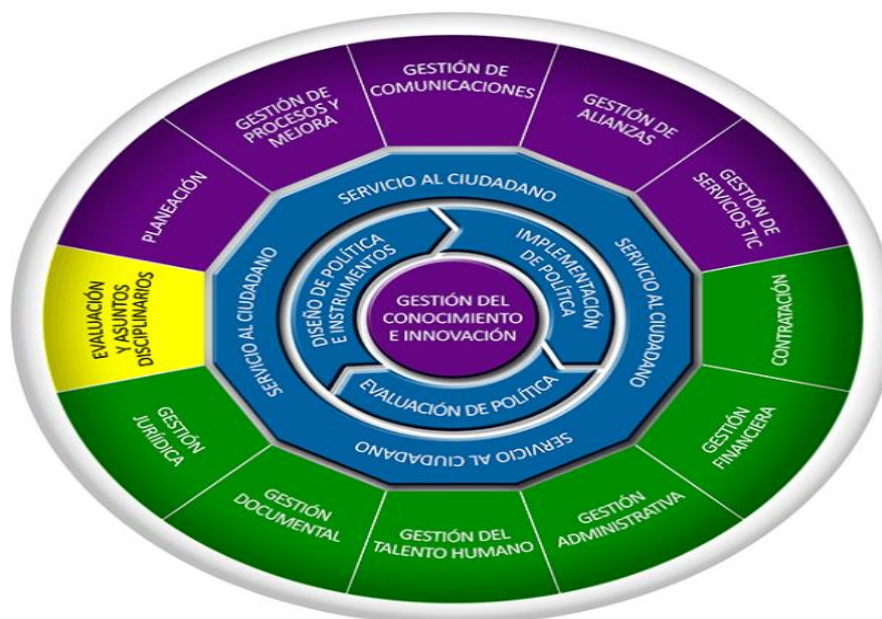 GESTIÓN DE
COMUNICACIONES
GESTIÓN DE
ALIANZAS
GESTIÓN DE
SERVICIOS TIC
CONTRATACIÓN
GESTIÓN
FINANCIERA
GESTIÓN
ADMINISTRATIVA
GESTIÓN DEL
TALENTO HUMANO
GESTIÓN
DOCUMENTAL
GESTIÓN
JURÍIDICA
EVALUACIÓN
Y ASUNTOS
DISCIPLINARIOS
PLANEACIÓN
GESTIÓN DE
PROCESOS Y
MEJORA
SERVICIO AL CIUDADANO
SERVICIO AL CIUDADANO
SERVICIO AL CIUDADANO
SERVICIO AL CIUDADANO
DISEÑO DE POLÍTICA
E INSTRUMENTOS
IMPLEMENTACIÓN
DE POLÍTICA
EVALUACIÓN DE POLÍTICA
GESTIÓN DEL
CONOCIMIENTO
E INNOVACIÓN